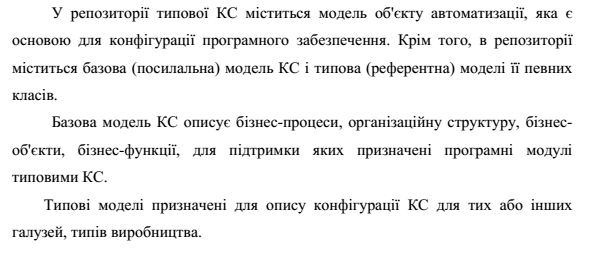 У репозиторії типової КС міститься модель об'єкту автоматизації, яка є
основою для конфігурації програмного забезпечення. Крім того, в репозиторії
міститься базова (посилальна) модель КС і типова (референтна) моделі її певних
класів.
Базова модель КС описує бізнес-процеси, організаційну структуру, бізнес-
об'єкти, бізнес-функції, для підтримки яких призначені програмні модулі
типовими КС.
Типові моделі призначені для опису конфігурації КС для тих або інших
галузей, типів виробництва.